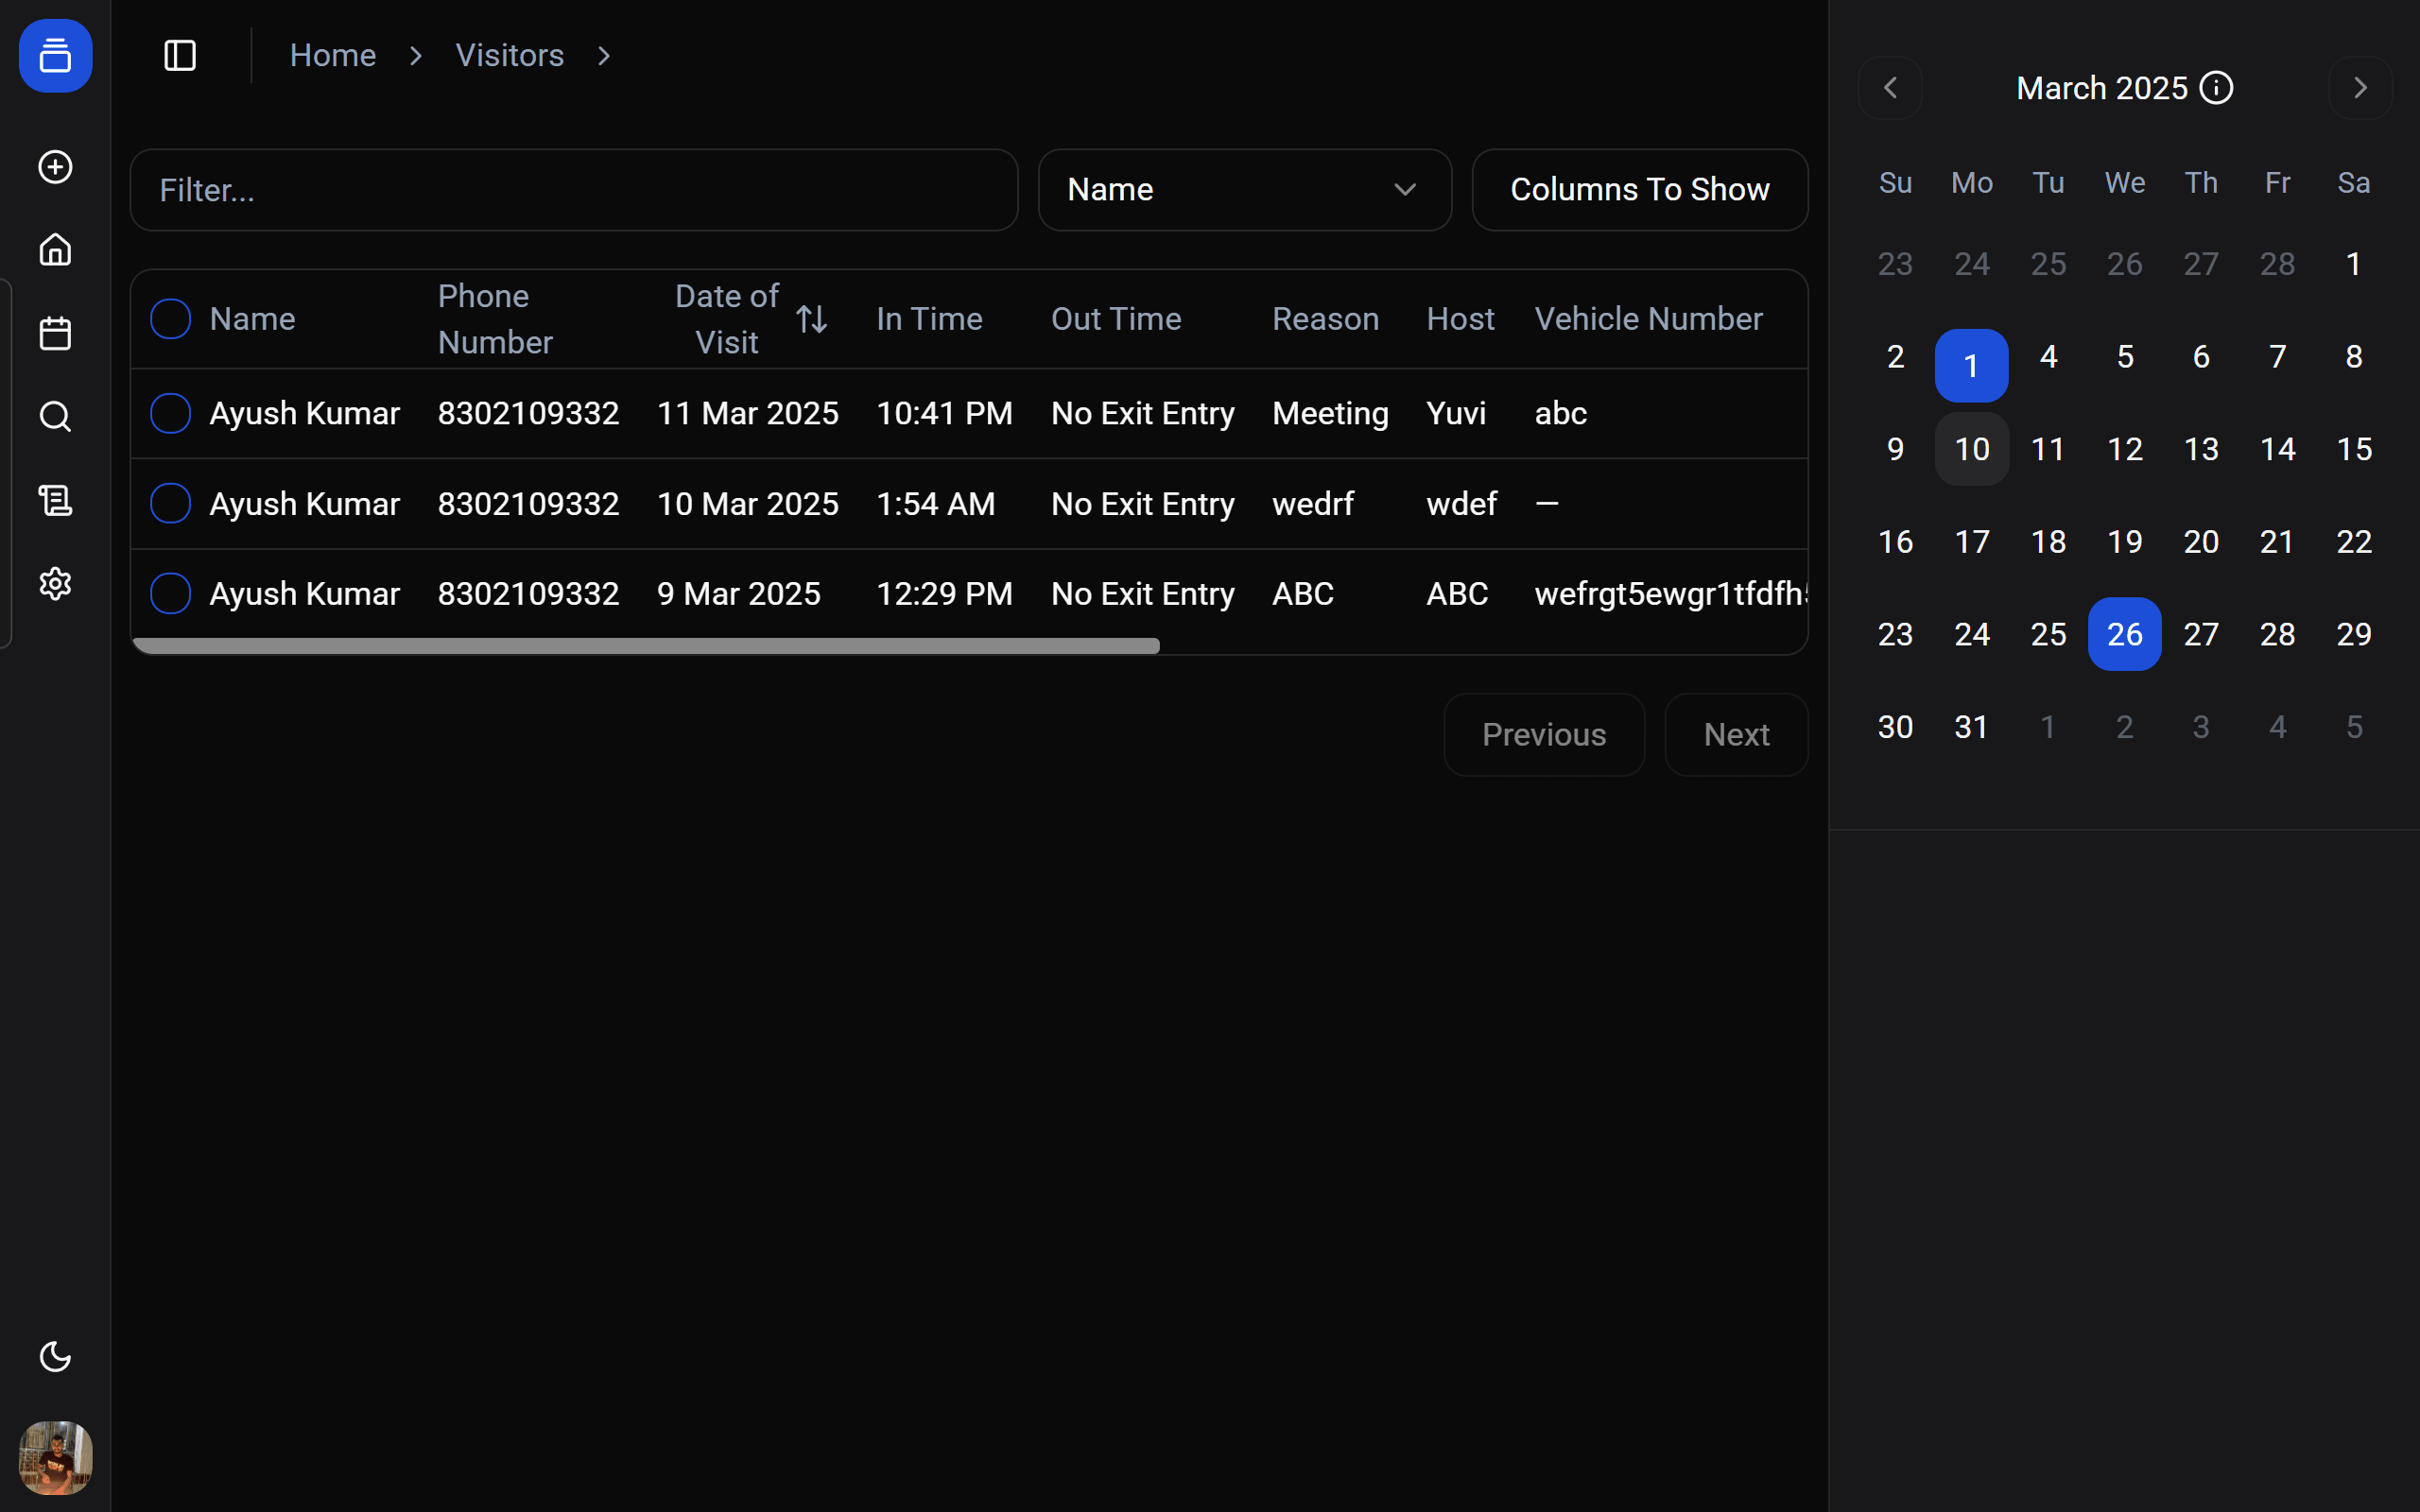 Home > Visitors >
Filter...
Name
Columns To Show
Name Phone Number Date of Visit In Time Out Time Reason Host Vehicle Number
Ayush Kumar 8302109332 11 Mar 2025 10:41 PM No Exit Entry Meeting Yuvi abc
Ayush Kumar 8302109332 10 Mar 2025 1:54 AM No Exit Entry wedrf wdef —
Ayush Kumar 8302109332 9 Mar 2025 12:29 PM No Exit Entry ABC ABC wefrgt5ewgr1tfdfh
Previous Next
March 2025
Su Mo Tu We Th Fr Sa
23 24 25 26 27 28 1
2 1 4 5 6 7 8
9 10 11 12 13 14 15
16 17 18 19 20 21 22
23 24 25 26 27 28 29
30 31 1 2 3 4 5